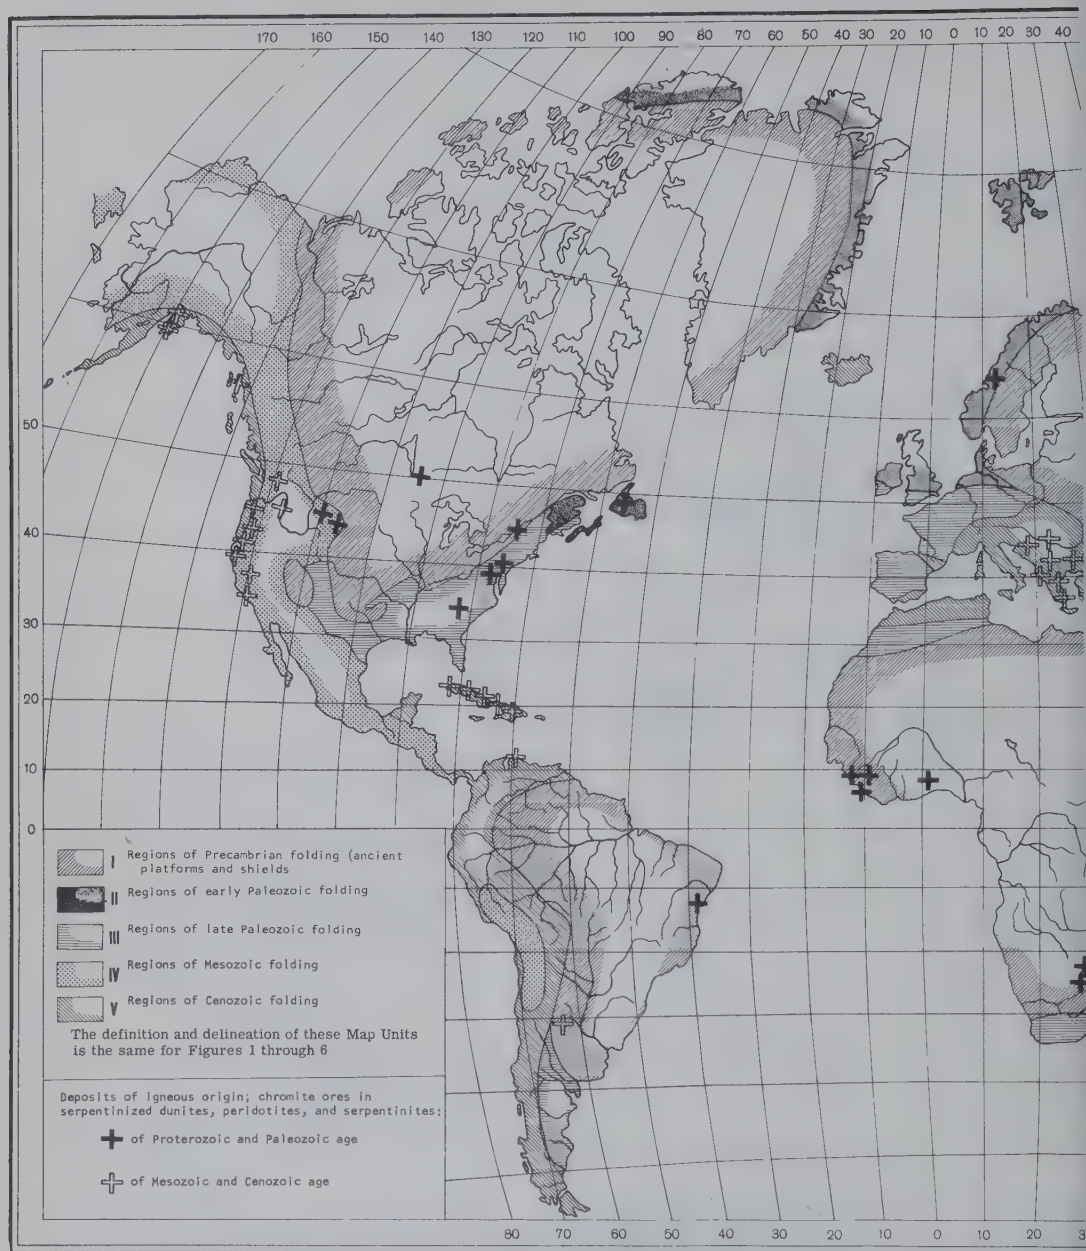 170 160 150 140 130 120 110 100 90 80 70 60 50 40 30 20 10 0 10 20 30 40
50
40
30
20
10
0
I Regions of Precambrian folding (ancient
platforms and shields
II Regions of early Paleozoic folding
III Regions of late Paleozoic folding
IV Regions of Mesozoic folding
V Regions of Cenozoic folding
The definition and delineation of these Map Units
is the same for Figures 1 through 6
Deposits of igneous origin; chromite ores in
serpentinized dunites, peridotites, and serpentinites:
of Proterozoic and Paleozoic age
of Mesozoic and Cenozoic age
80 70 60 50 40 30 20 10 0 10 20